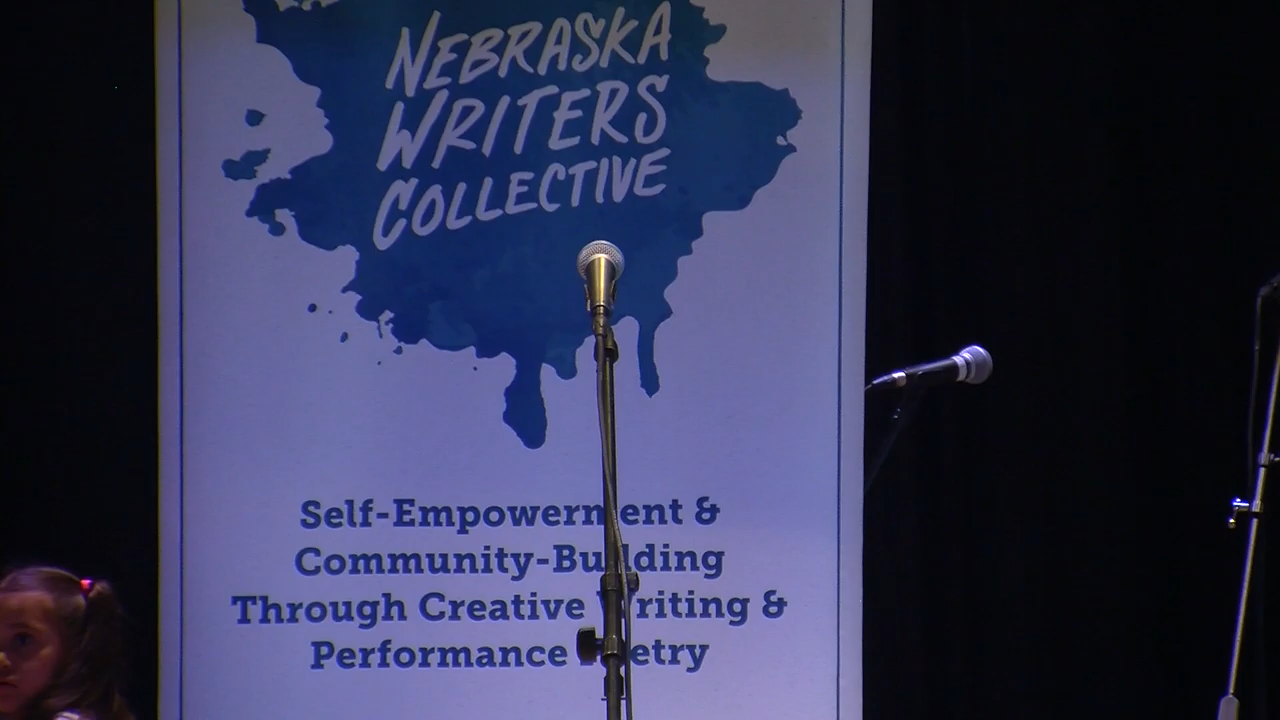 NEBRASKA
WRITERS
COLLECTIVE
Self-Empowerment &
Community-Building
Through Creative Writing &
Performance Poetry